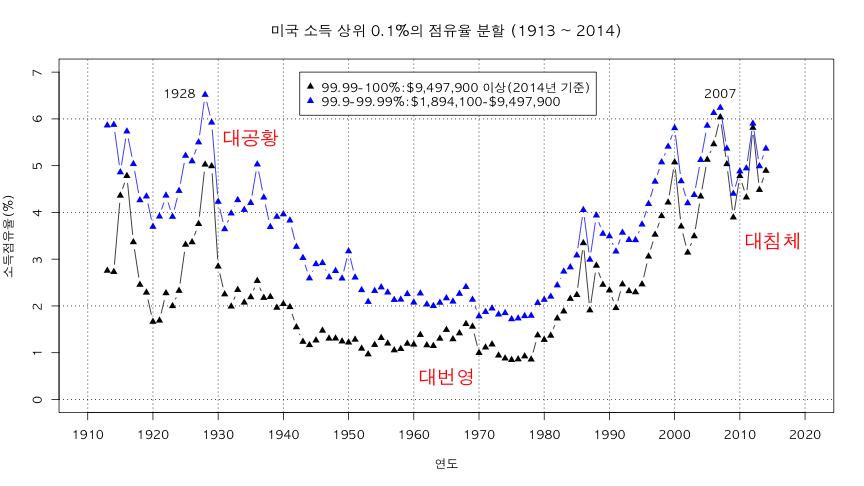 미국 소득 상위 0.1%의 점유율 분할 (1913 ~ 2014)
99.99-100%:$9,497,900 이상(2014년 기준)
99.9-99.99%:$1,894,100-$9,497,900
1928
2007
대공황
대침체
대번영
소득점유율(%)
7
6
5
4
3
2
1
0
1910 1920 1930 1940 1950 1960 1970 1980 1990 2000 2010 2020
연도